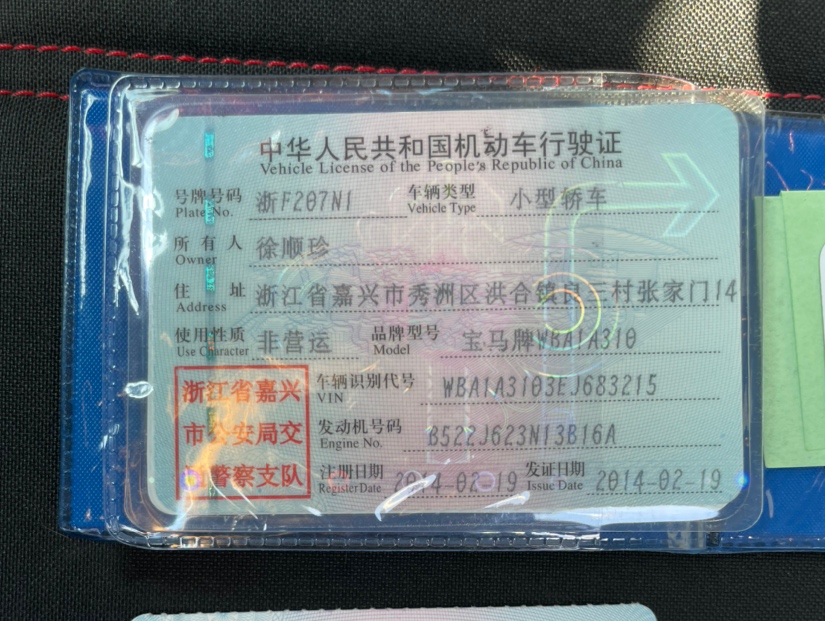 中华人民共和国机动车行驶证
Vehicle License of the People's Republic of China
号牌号码 浙F207N1 车辆类型 小型轿车
Plate No. Vehicle Type
所有人 徐顺珍
Owner
住址 浙江省嘉兴市秀洲区洪合镇良三村张家门14
Address
使用性质 非营运 品牌型号 宝马牌WBA1A310
Use Character Model
浙江省嘉兴 车辆识别代号 WBA1A3103EJ683215
VIN
市公安局交 发动机号码 B522J623N13B16A
Engine No.
警察支队 注册日期 2014-02-19 发证日期 2014-02-19
Register Date Issue Date